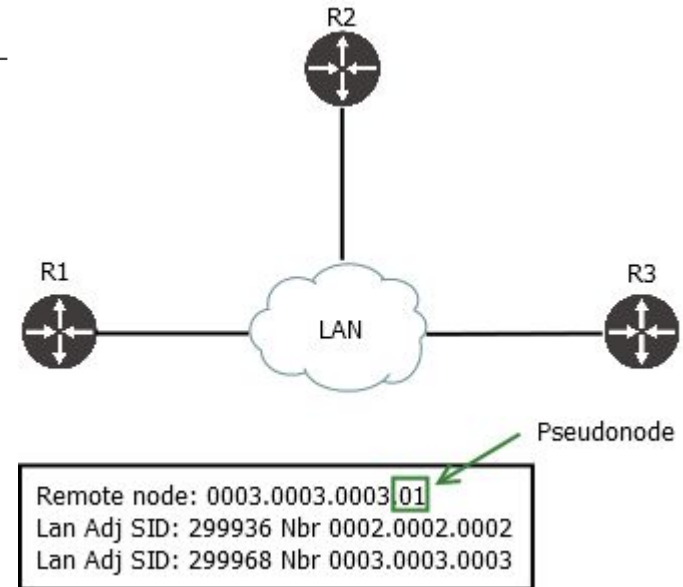 R2
R1
R3
LAN
Pseudonode
Remote node: 0003.0003.0003.01
Lan Adj SID: 299936 Nbr 0002.0002.0002
Lan Adj SID: 299968 Nbr 0003.0003.0003